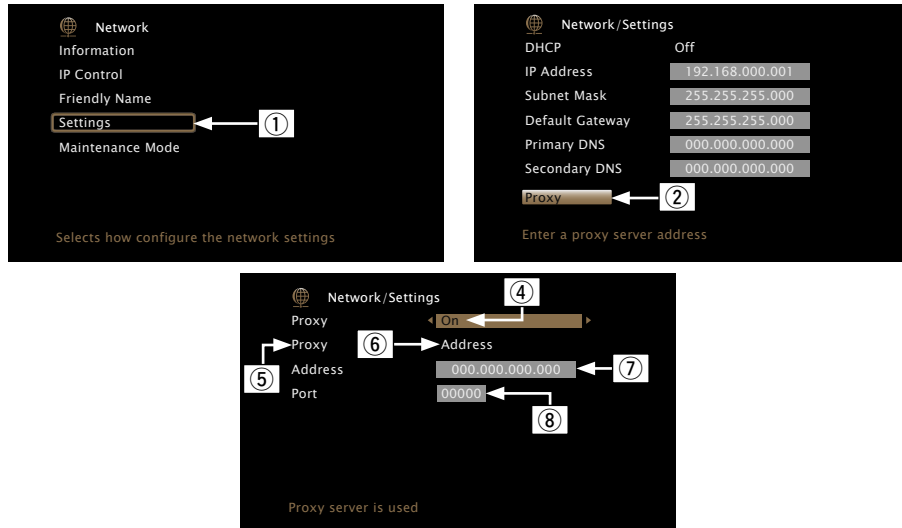 Network
Information
IP Control
Friendly Name
Settings ①
Maintenance Mode
Selects how configure the network settings
Network/Settings
DHCP Off
IP Address 192.168.000.001
Subnet Mask 255.255.255.000
Default Gateway 255.255.255.000
Primary DNS 000.000.000.000
Secondary DNS 000.000.000.000
Proxy ②
Enter a proxy server address
Network/Settings ④
Proxy On
⑤ Proxy ⑥ Address
Address 000.000.000.000 ⑦
Port 00000 ⑧
Proxy server is used